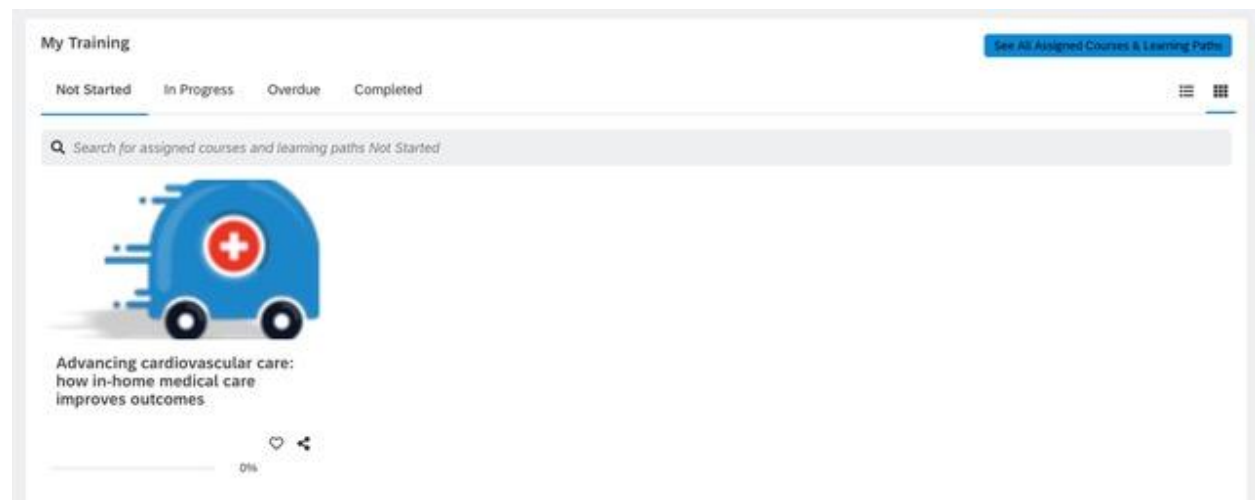 My Training
See All Assigned Courses & Learning Paths
Not Started In Progress Overdue Completed
Search for assigned courses and learning paths Not Started
Advancing cardiovascular care:
how in-home medical care
improves outcomes
0%